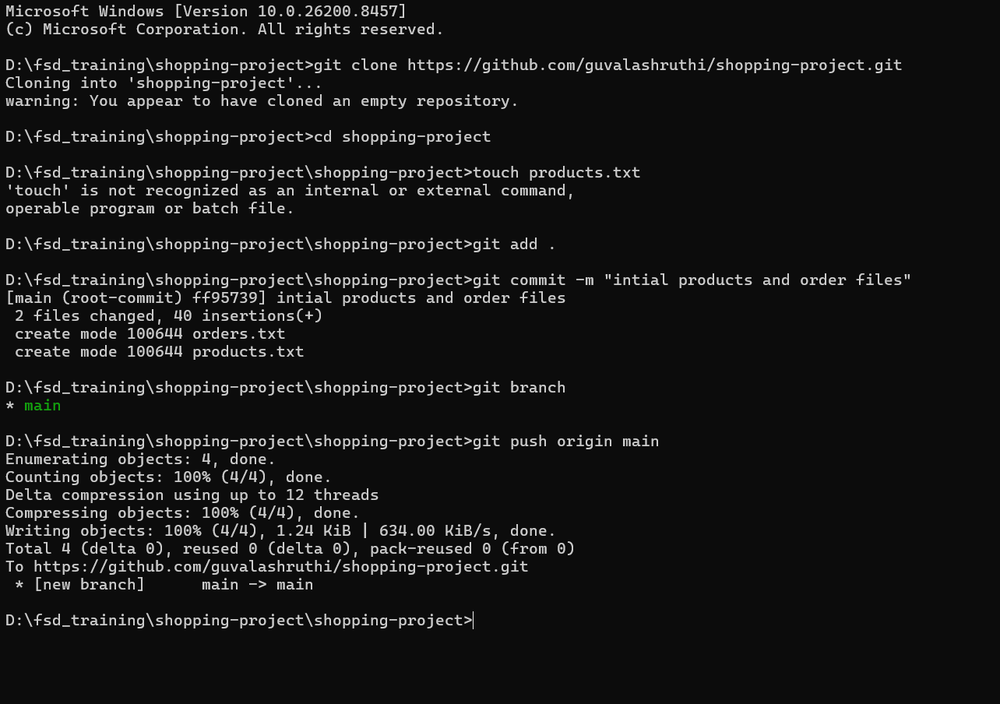 Microsoft Windows [Version 10.0.26200.8457]
(c) Microsoft Corporation. All rights reserved.
D:\fsd_training\shopping-project>git clone https://github.com/guvalashruthi/shopping-project.git
Cloning into 'shopping-project'...
warning: You appear to have cloned an empty repository.
D:\fsd_training\shopping-project>cd shopping-project
D:\fsd_training\shopping-project\shopping-project>touch products.txt
'touch' is not recognized as an internal or external command,
operable program or batch file.
D:\fsd_training\shopping-project\shopping-project>git add .
D:\fsd_training\shopping-project\shopping-project>git commit -m "intial products and order files"
[main (root-commit) ff95739] intial products and order files
 2 files changed, 40 insertions(+)
 create mode 100644 orders.txt
 create mode 100644 products.txt
D:\fsd_training\shopping-project\shopping-project>git branch
* main
D:\fsd_training\shopping-project\shopping-project>git push origin main
Enumerating objects: 4, done.
Counting objects: 100% (4/4), done.
Delta compression using up to 12 threads
Compressing objects: 100% (4/4), done.
Writing objects: 100% (4/4), 1.24 KiB | 634.00 KiB/s, done.
Total 4 (delta 0), reused 0 (delta 0), pack-reused 0 (from 0)
To https://github.com/guvalashruthi/shopping-project.git
 * [new branch]      main -> main
D:\fsd_training\shopping-project\shopping-project>